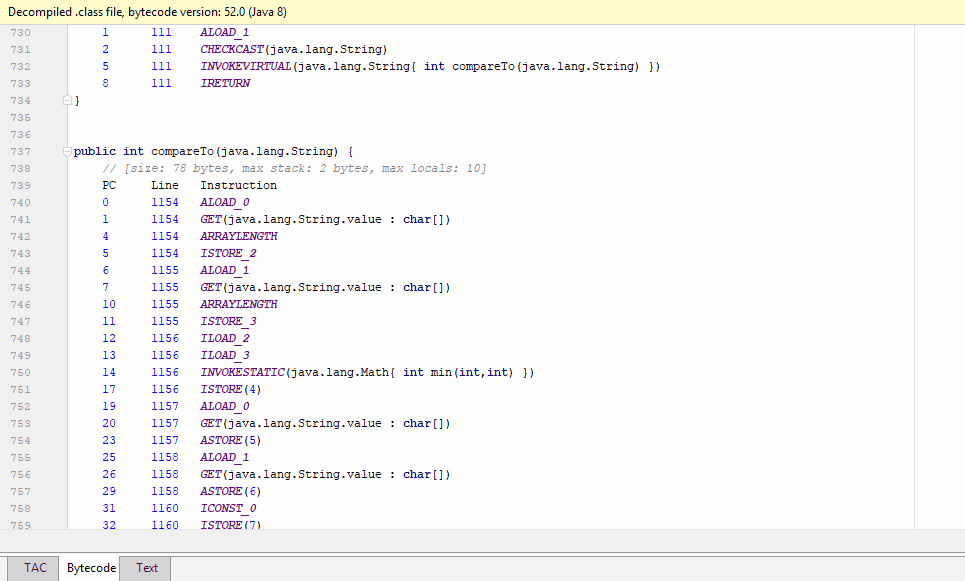 Decompiled .class file, bytecode version: 52.0 (Java 8)
730 1 111 ALOAD_1
731 2 111 CHECKCAST(java.lang.String)
732 5 111 INVOKEVIRTUAL(java.lang.String{ int compareTo(java.lang.String) })
733 8 111 IRETURN
734 }
735
736
737 public int compareTo(java.lang.String) {
738 // [size: 78 bytes, max stack: 2 bytes, max locals: 10]
739 PC Line Instruction
740 0 1154 ALOAD_0
741 1 1154 GET(java.lang.String.value : char[])
742 4 1154 ARRAYLENGTH
743 5 1154 ISTORE_2
744 6 1155 ALOAD_1
745 7 1155 GET(java.lang.String.value : char[])
746 10 1155 ARRAYLENGTH
747 11 1155 ISTORE_3
748 12 1156 ILOAD_2
749 13 1156 ILOAD_3
750 14 1156 INVOKESTATIC(java.lang.Math{ int min(int,int) })
751 17 1156 ISTORE(4)
752 19 1157 ALOAD_0
753 20 1157 GET(java.lang.String.value : char[])
754 23 1157 ASTORE(5)
755 25 1158 ALOAD_1
756 26 1158 GET(java.lang.String.value : char[])
757 29 1158 ASTORE(6)
758 31 1160 ICONST_0
759 32 1160 ISTORE(7)
TAC Bytecode Text